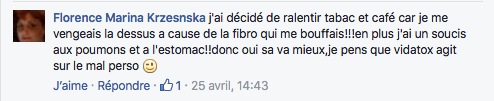 Florence Marina Krzesnska j'ai décidé de ralentir tabac et café car je me
vengeais la dessus a cause de la fibro qui me bouffais!!!en plus j'ai un soucis
aux poumons et a l'estomac!!donc oui sa va mieux,je pens que vidatox agit
sur le mal perso
J'aime · Répondre · 1 · 25 avril, 14:43